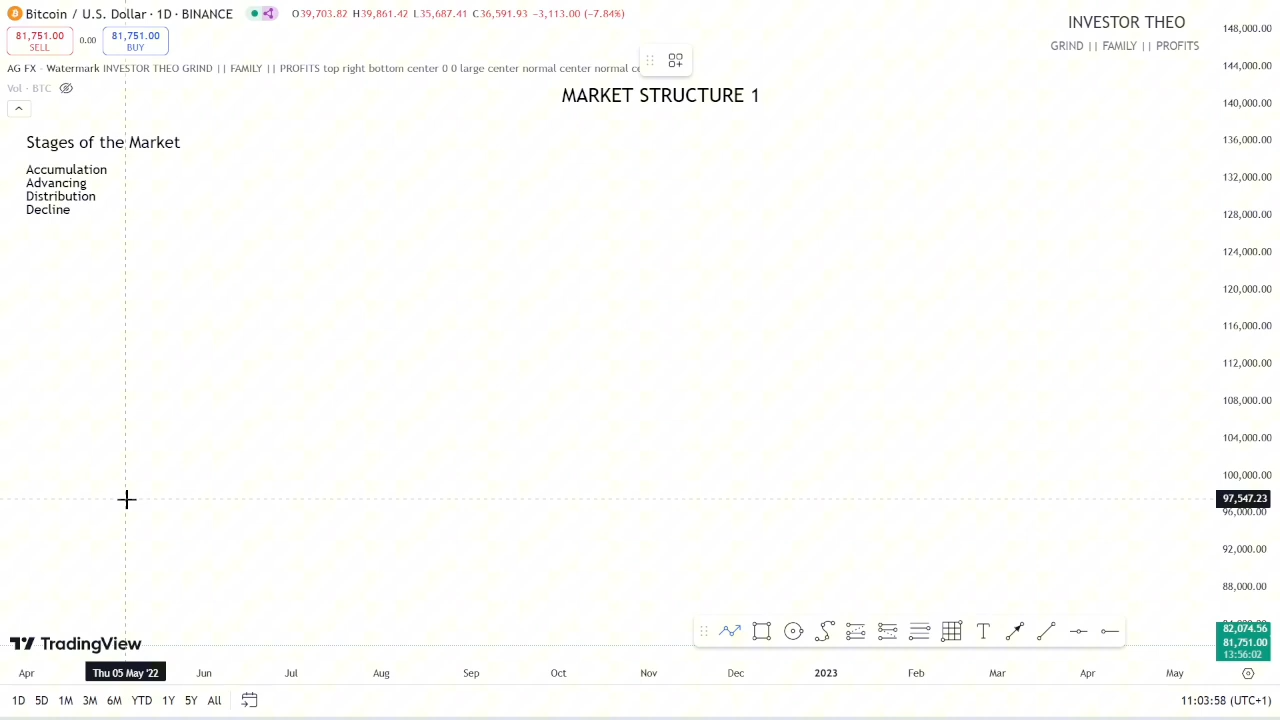 Bitcoin / U.S. Dollar · 1D · BINANCE
O39,703.82 H39,861.42 L35,687.41 C36,591.93 −3,113.00 (−7.84%)
INVESTOR THEO
GRIND || FAMILY || PROFITS
81,751.00
SELL
0.00
81,751.00
BUY
AG FX - Watermark INVESTOR THEO GRIND || FAMILY || PROFITS top right bottom center 0 0 large center normal center normal ce
Vol · BTC
MARKET STRUCTURE 1
Stages of the Market
Accumulation
Advancing
Distribution
Decline
148,000.00
144,000.00
140,000.00
136,000.00
132,000.00
128,000.00
124,000.00
120,000.00
116,000.00
112,000.00
108,000.00
104,000.00
100,000.00
97,547.23
96,000.00
92,000.00
88,000.00
82,074.56
81,751.00
13:56:02
TradingView
Apr
Thu 05 May '22
Jun
Jul
Aug
Sep
Oct
Nov
Dec
2023
Feb
Mar
Apr
May
1D 5D 1M 3M 6M YTD 1Y 5Y All
11:03:58 (UTC+1)